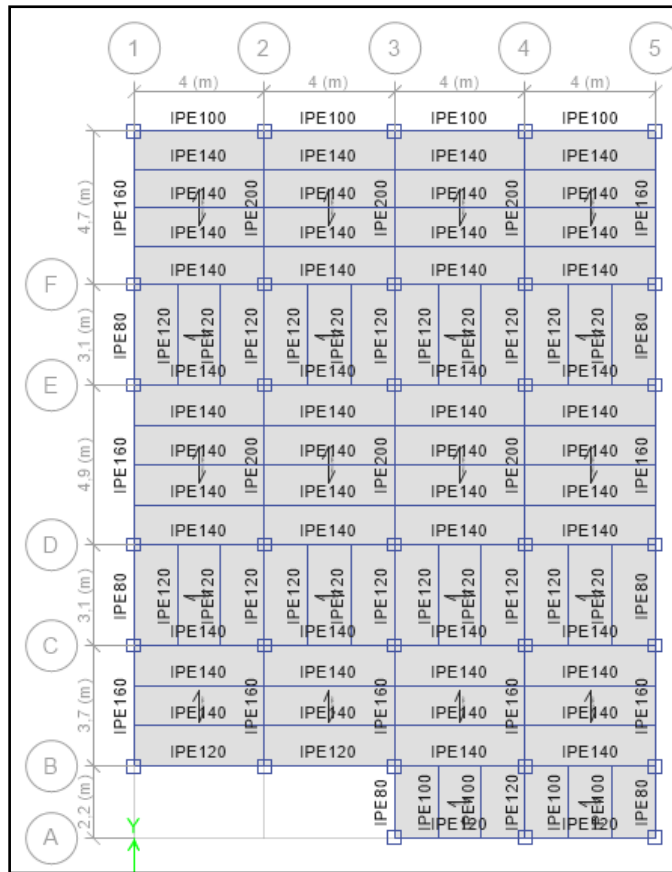 1 2 3 4 5
4 (m) 4 (m) 4 (m) 4 (m)
IPE100 IPE100 IPE100 IPE100
IPE140 IPE140 IPE140 IPE140
4,7 (m) IPE160 IPE140 IPE200 IPE140 IPE200 IPE140 IPE200 IPE140 IPE160
IPE140 IPE140 IPE140 IPE140
F IPE140 IPE140 IPE140 IPE140
3,1 (m) IPE80 IPE120 IPE120 IPE120 IPE120 IPE120 IPE120 IPE120 IPE120 IPE120 IPE120 IPE120 IPE80
E IPE140 IPE140 IPE140 IPE140
IPE140 IPE140 IPE140 IPE140
4,9 (m) IPE160 IPE140 IPE200 IPE140 IPE200 IPE140 IPE200 IPE140 IPE160
IPE140 IPE140 IPE140 IPE140
D IPE140 IPE140 IPE140 IPE140
3,1 (m) IPE80 IPE120 IPE120 IPE120 IPE120 IPE120 IPE120 IPE120 IPE120 IPE120 IPE120 IPE120 IPE80
C IPE140 IPE140 IPE140 IPE140
IPE140 IPE140 IPE140 IPE140
3,7 (m) IPE160 IPE140 IPE160 IPE140 IPE160 IPE140 IPE160 IPE140 IPE160
B IPE120 IPE120 IPE140 IPE140
2,2 (m) IPE80 IPE100 IPE100 IPE120 IPE100 IPE100 IPE80
A Y IPE120 IPE120